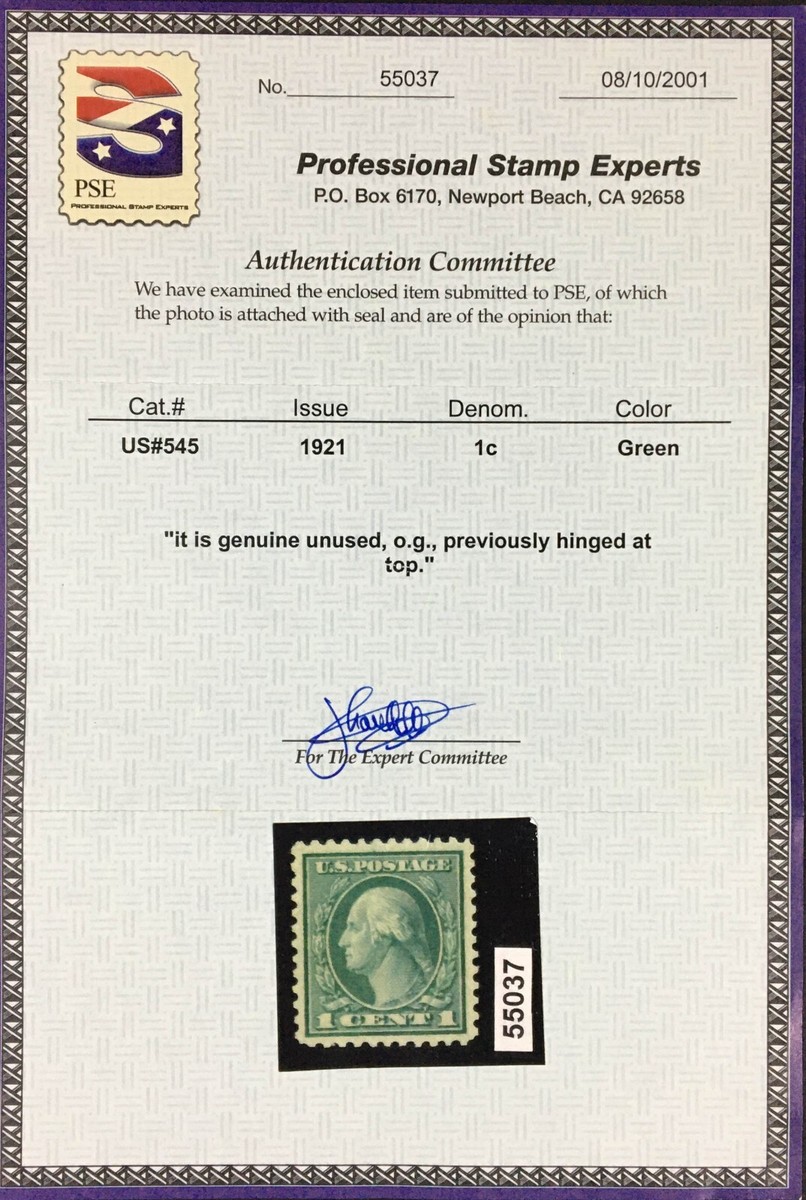 PSE
PROFESSIONAL STAMP EXPERTS
No. 55037 08/10/2001
Professional Stamp Experts
P.O. Box 6170, Newport Beach, CA 92658
Authentication Committee
We have examined the enclosed item submitted to PSE, of which
the photo is attached with seal and are of the opinion that:
Cat.# Issue Denom. Color
US#545 1921 1c Green
"it is genuine unused, o.g., previously hinged at
top."
For The Expert Committee
U.S.POSTAGE
1 CENT 1
55037